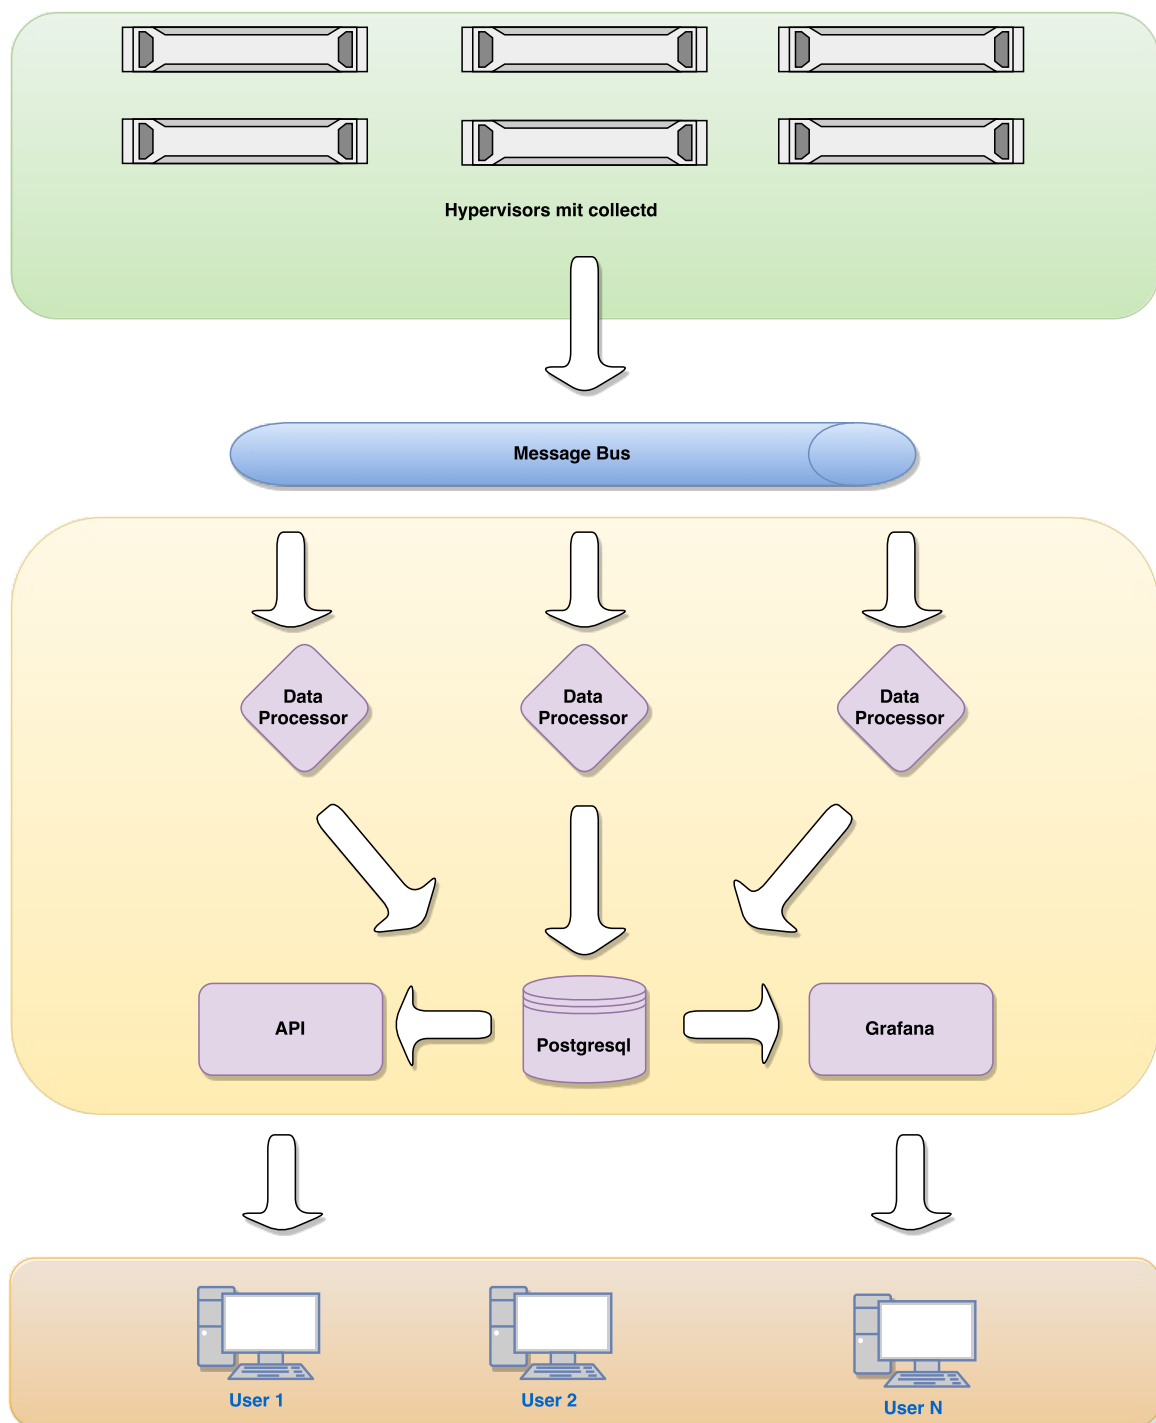 Hypervisors mit collectd
Message Bus
Data
Processor
Data
Processor
Data
Processor
API
Postgresql
Grafana
User 1
User 2
User N